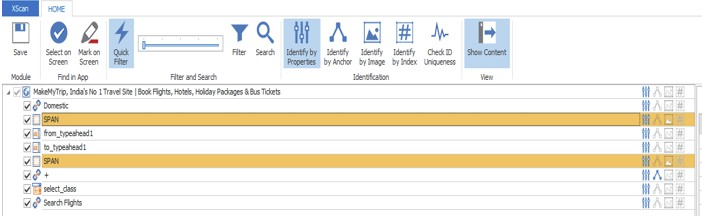 XScan HOME
Save
Select on Screen
Mark on Screen
Quick Filter
Filter
Search
Identify by Properties
Identify by Anchor
Identify by Image
Identify by Index
Check ID Uniqueness
Show Content
Module Find in App Filter and Search Identification View
MakeMyTrip, India's No 1 Travel Site | Book Flights, Hotels, Holiday Packages & Bus Tickets
Domestic
SPAN
from_typeahead1
to_typeahead1
SPAN
+
select_class
Search Flights